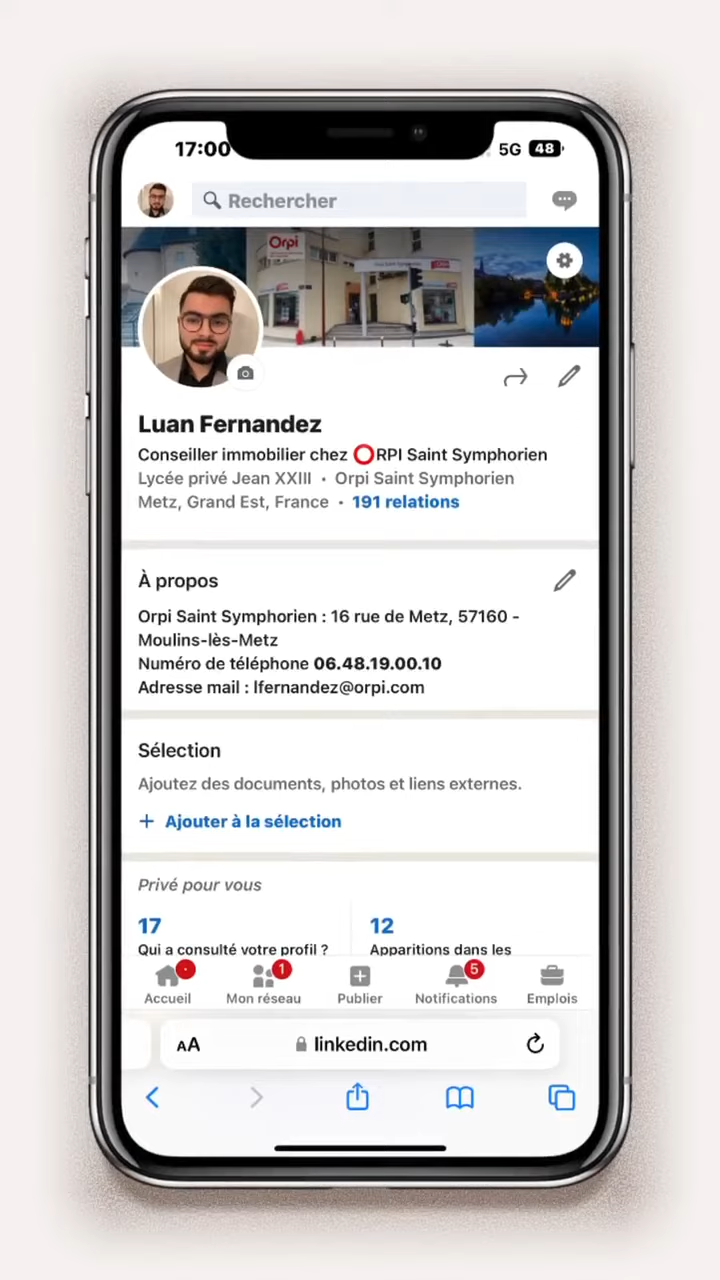 17:00
5G 48
Rechercher
Orpi
Luan Fernandez
Conseiller immobilier chez ⭕RPI Saint Symphorien
Lycée privé Jean XXIII • Orpi Saint Symphorien
Metz, Grand Est, France • 191 relations
À propos
Orpi Saint Symphorien : 16 rue de Metz, 57160 -
Moulins-lès-Metz
Numéro de téléphone 06.48.19.00.10
Adresse mail : lfernandez@orpi.com
Sélection
Ajoutez des documents, photos et liens externes.
+ Ajouter à la sélection
Privé pour vous
17
Qui a consulté votre profil ?
12
Apparitions dans les
1
5
Accueil
Mon réseau
Publier
Notifications
Emplois
AA
linkedin.com